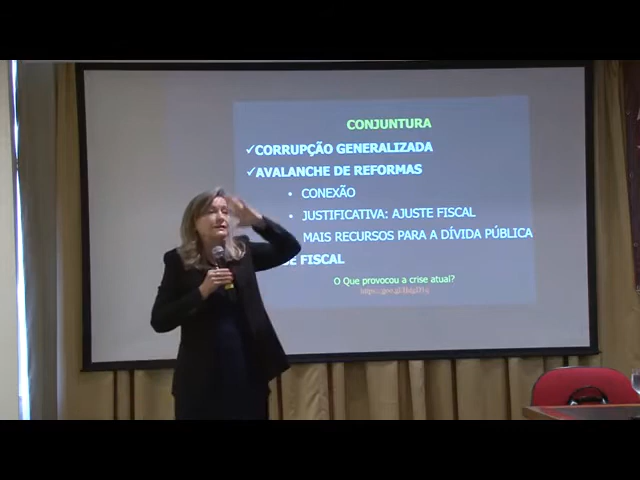 CONJUNTURA
✓CORRUPÇÃO GENERALIZADA
✓AVALANCHE DE REFORMAS
• CONEXÃO
• JUSTIFICATIVA: AJUSTE FISCAL
MAIS RECURSOS PARA A DÍVIDA PÚBLICA
FISCAL
O Que provocou a crise atual?